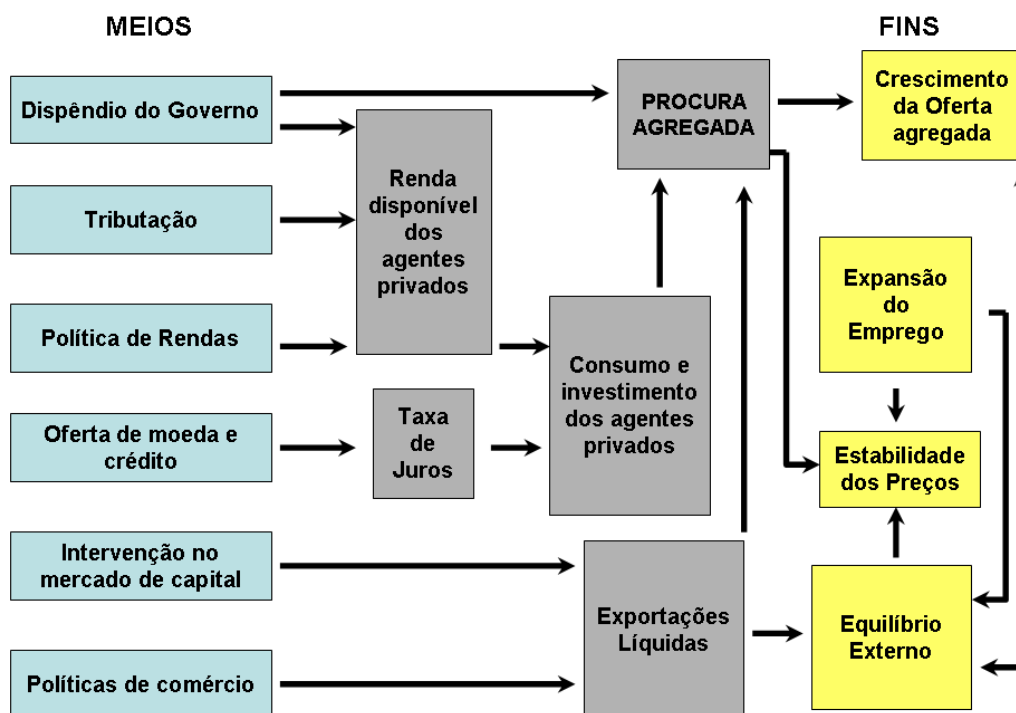 MEIOS
FINS
Dispêndio do Governo
Tributação
Política de Rendas
Oferta de moeda e
crédito
Intervenção no
mercado de capital
Políticas de comércio
Renda
disponível
dos
agentes
privados
Taxa
de
Juros
Consumo e
investimento
dos agentes
privados
Exportações
Líquidas
PROCURA
AGREGADA
Crescimento
da Oferta
agregada
Expansão
do
Emprego
Estabilidade
dos Preços
Equilíbrio
Externo